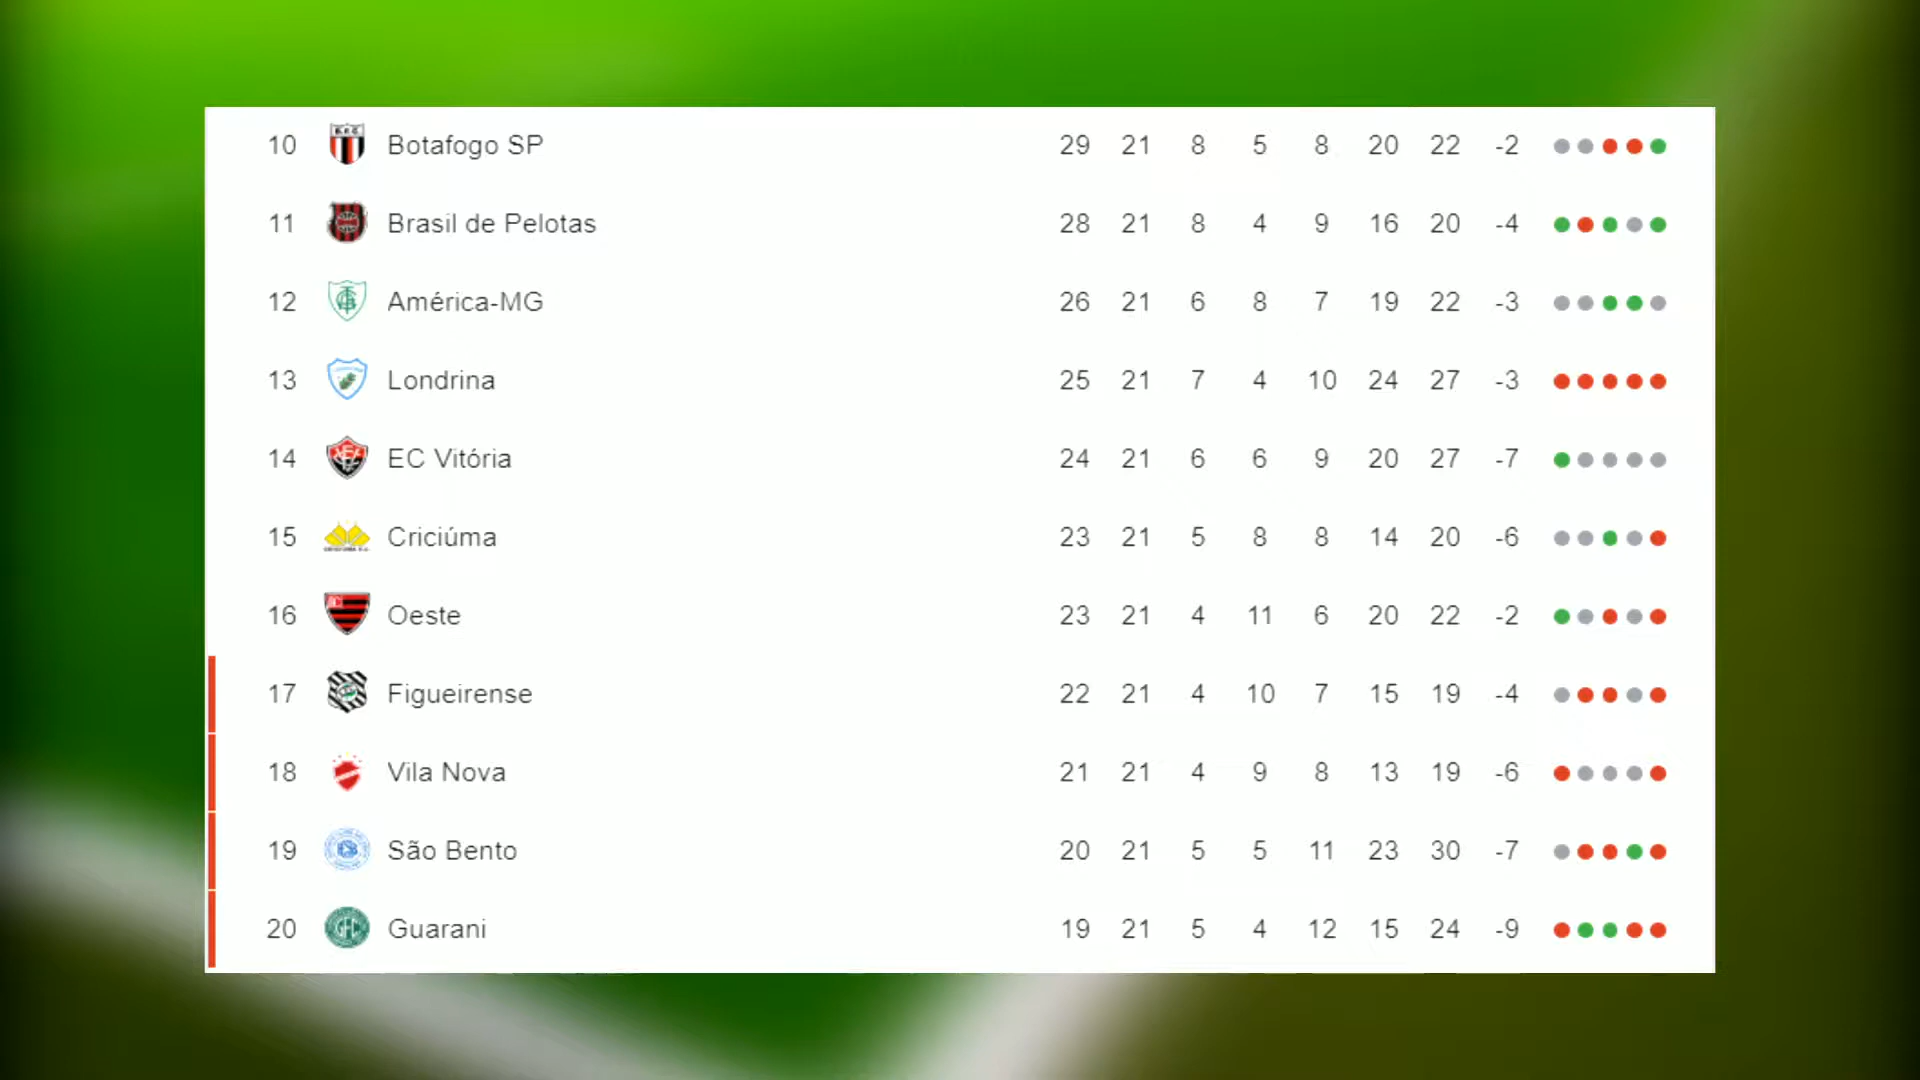 10 Botafogo SP 29 21 8 5 8 20 22 -2
11 Brasil de Pelotas 28 21 8 4 9 16 20 -4
12 América-MG 26 21 6 8 7 19 22 -3
13 Londrina 25 21 7 4 10 24 27 -3
14 EC Vitória 24 21 6 6 9 20 27 -7
15 Criciúma 23 21 5 8 8 14 20 -6
16 Oeste 23 21 4 11 6 20 22 -2
17 Figueirense 22 21 4 10 7 15 19 -4
18 Vila Nova 21 21 4 9 8 13 19 -6
19 São Bento 20 21 5 5 11 23 30 -7
20 Guarani 19 21 5 4 12 15 24 -9